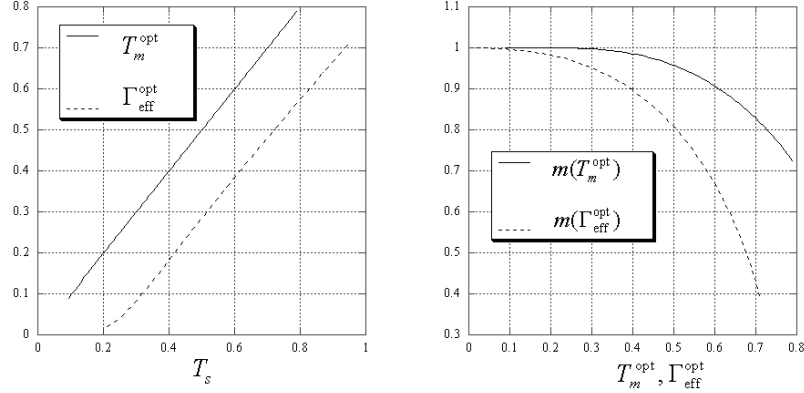 0.8
0.7
0.6
0.5
0.4
0.3
0.2
0.1
0
0 0.2 0.4 0.6 0.8 1
T_m^opt
Γ_eff^opt
T_s
1.1
1
0.9
0.8
0.7
0.6
0.5
0.4
0.3
0 0.1 0.2 0.3 0.4 0.5 0.6 0.7 0.8
m(T_m^opt)
m(Γ_eff^opt)
T_m^opt, Γ_eff^opt